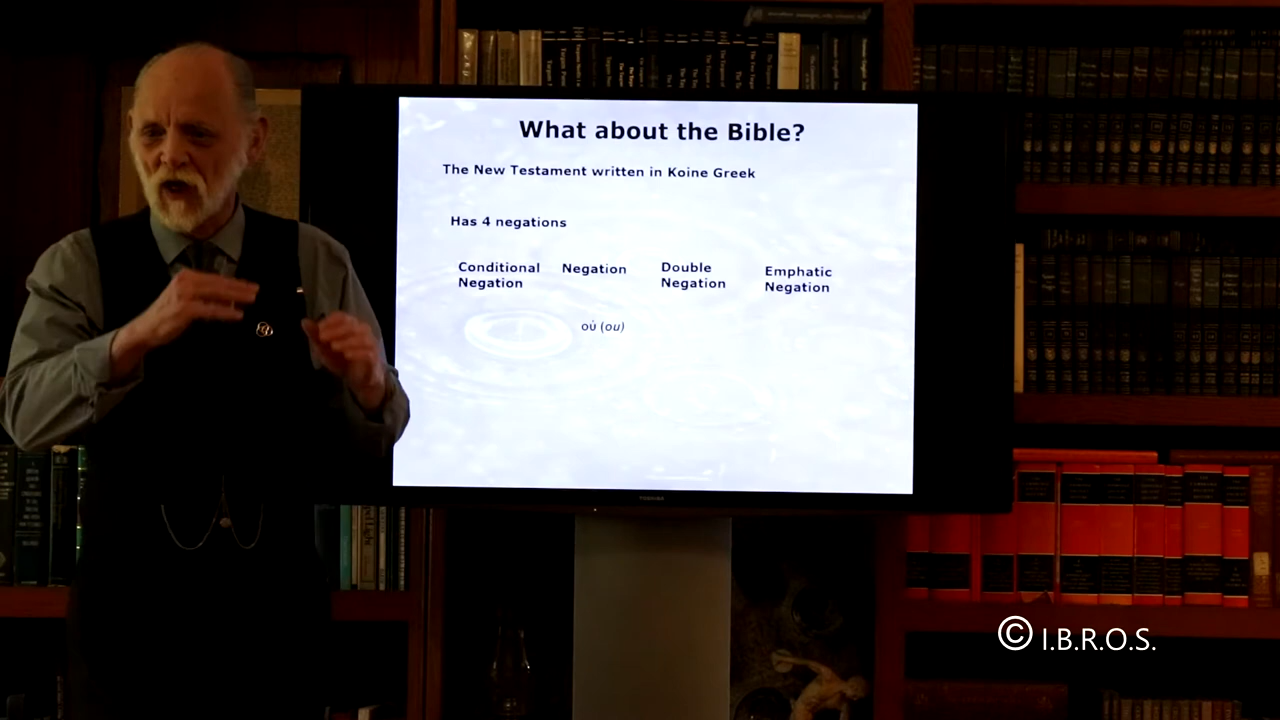 What about the Bible?
The New Testament written in Koine Greek
Has 4 negations
Conditional Negation Double Emphatic
Negation Negation Negation
οὐ (ou)
TOSHIBA
© I.B.R.O.S.